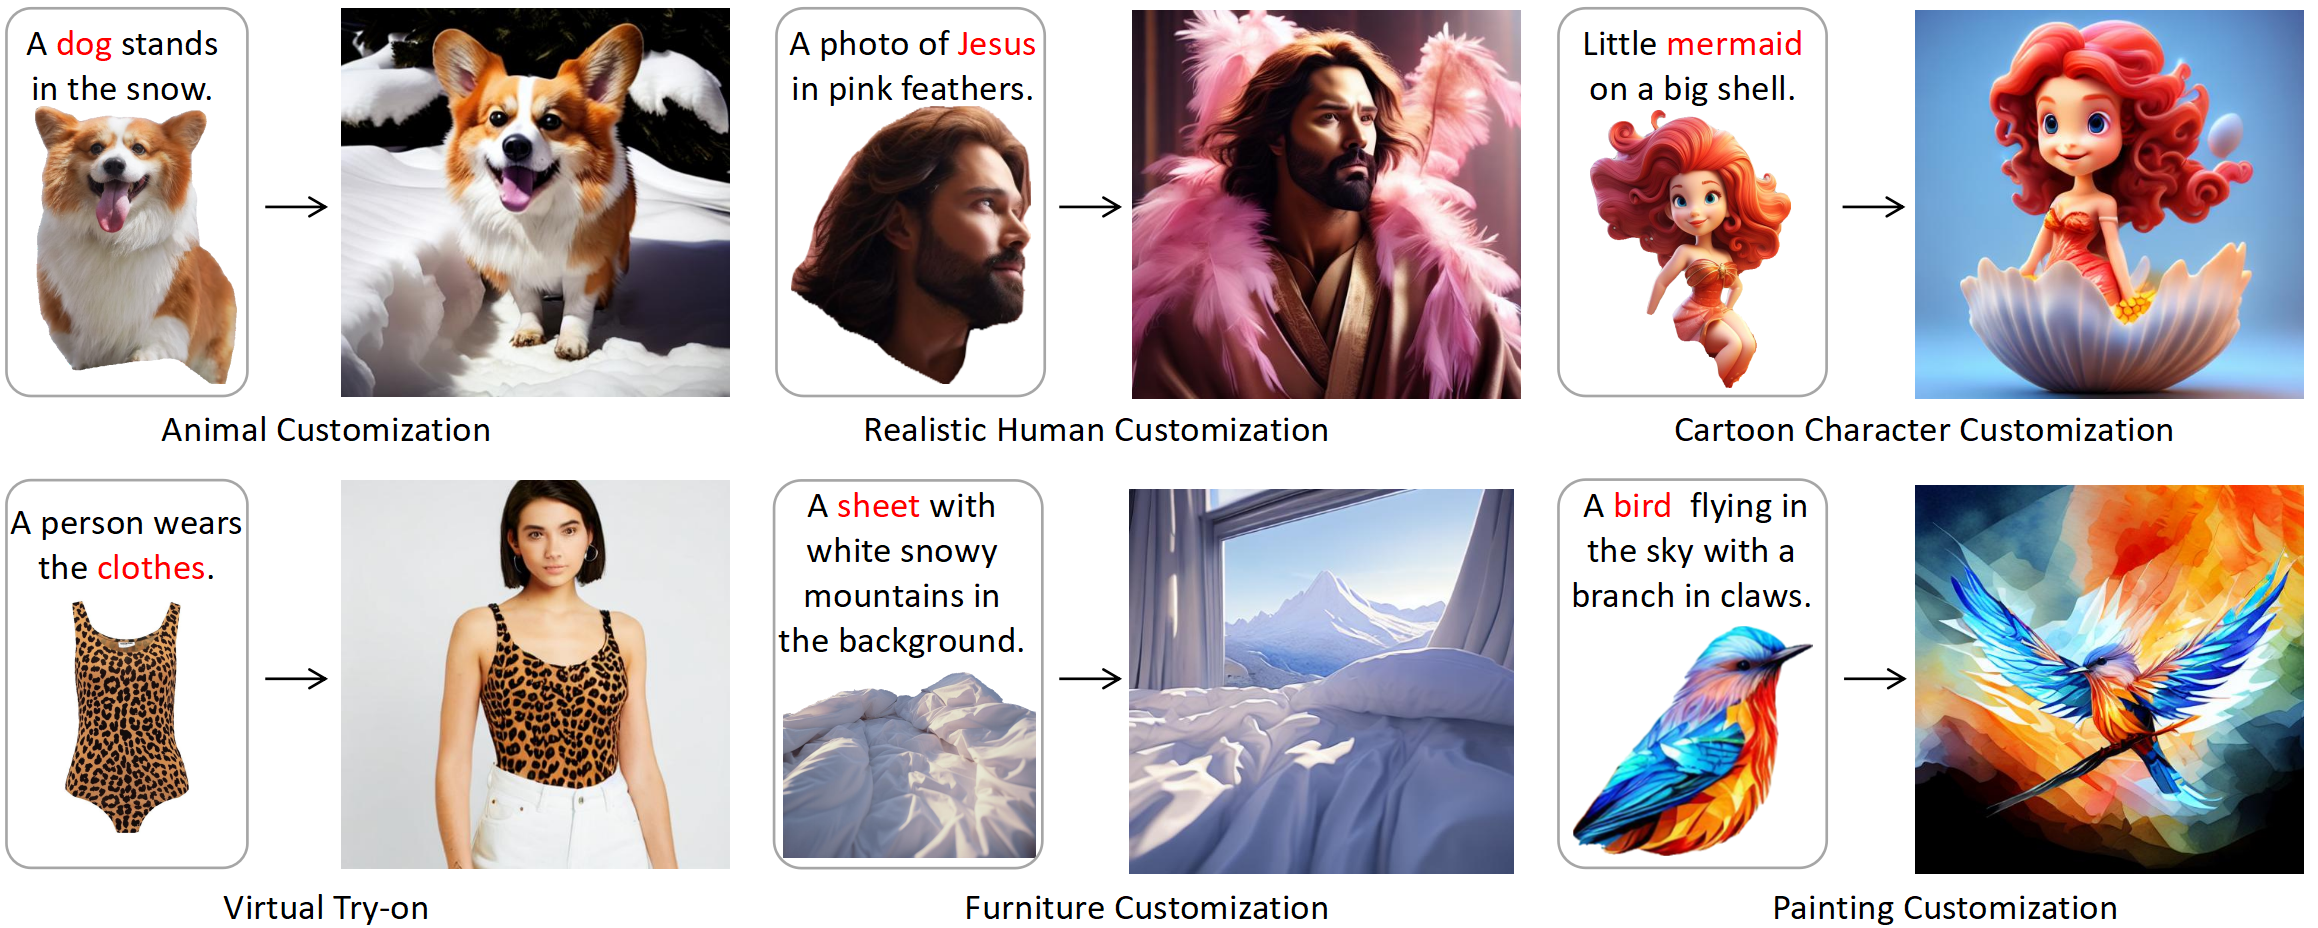 A dog stands
in the snow.
Animal Customization
A photo of Jesus
in pink feathers.
Realistic Human Customization
Little mermaid
on a big shell.
Cartoon Character Customization
A person wears
the clothes.
Virtual Try-on
A sheet with
white snowy
mountains in
the background.
Furniture Customization
A bird flying in
the sky with a
branch in claws.
Painting Customization